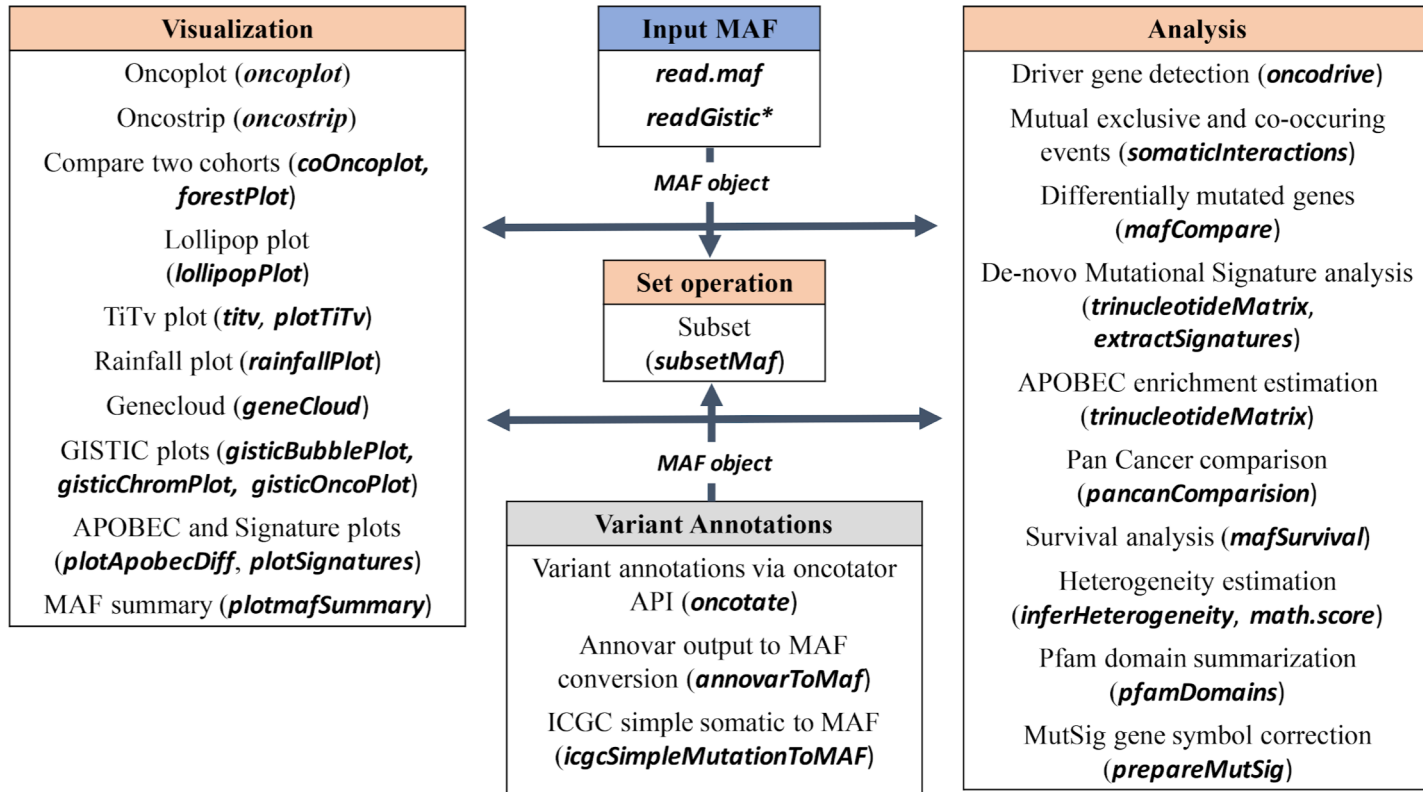 Visualization
Oncoplot (oncoplot)
Oncostrip (oncostrip)
Compare two cohorts (coOncoplot,
forestPlot)
Lollipop plot
(lollipopPlot)
TiTv plot (titv, plotTiTv)
Rainfall plot (rainfallPlot)
Genecloud (geneCloud)
GISTIC plots (gisticBubblePlot,
gisticChromPlot, gisticOncoPlot)
APOBEC and Signature plots
(plotApobecDiff, plotSignatures)
MAF summary (plotmafSummary)
Input MAF
read.maf
readGistic*
MAF object
Set operation
Subset
(subsetMaf)
MAF object
Variant Annotations
Variant annotations via oncotator
API (oncotate)
Annovar output to MAF
conversion (annovarToMaf)
ICGC simple somatic to MAF
(icgcSimpleMutationToMAF)
Analysis
Driver gene detection (oncodrive)
Mutual exclusive and co-occuring
events (somaticInteractions)
Differentially mutated genes
(mafCompare)
De-novo Mutational Signature analysis
(trinucleotideMatrix,
extractSignatures)
APOBEC enrichment estimation
(trinucleotideMatrix)
Pan Cancer comparison
(pancanComparision)
Survival analysis (mafSurvival)
Heterogeneity estimation
(inferHeterogeneity, math.score)
Pfam domain summarization
(pfamDomains)
MutSig gene symbol correction
(prepareMutSig)